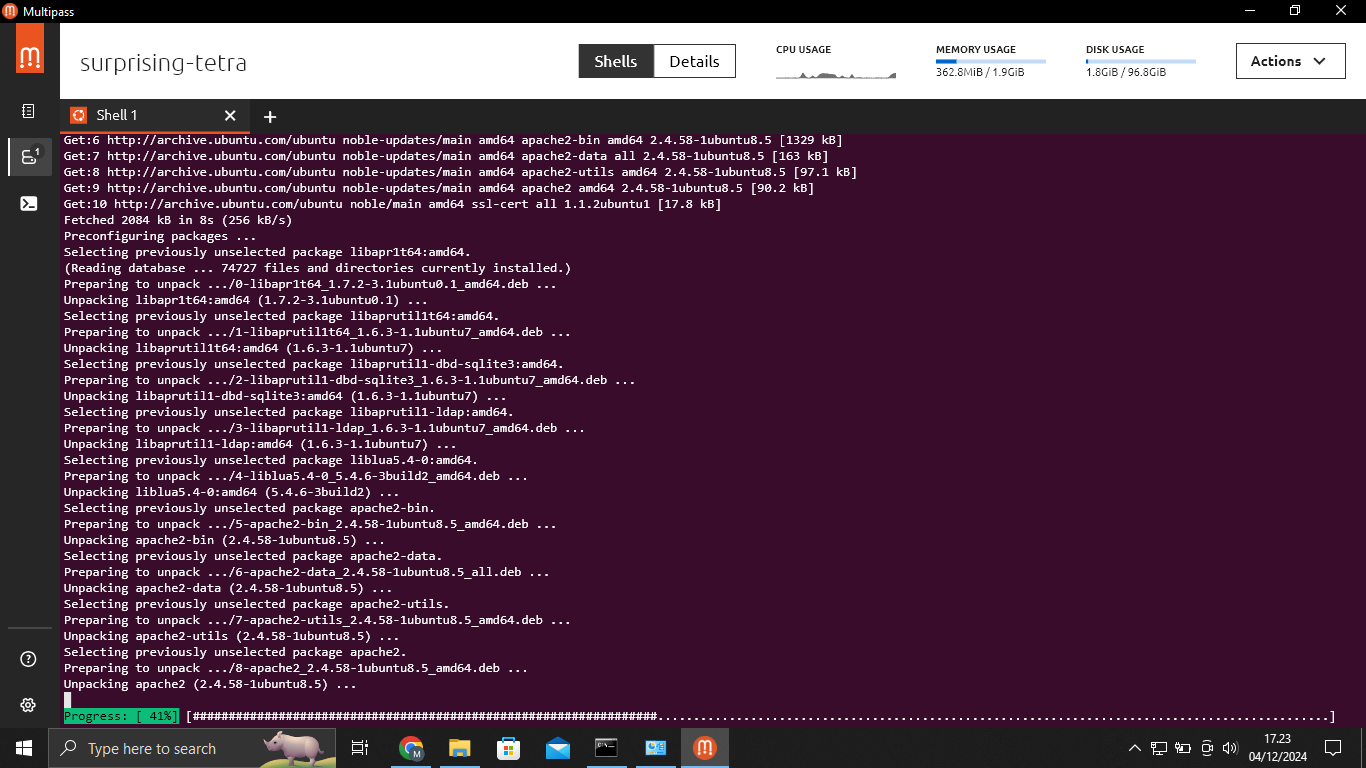 Multipass
surprising-tetra
Shells
Details
CPU USAGE
MEMORY USAGE
362.8MiB / 1.9GiB
DISK USAGE
1.8GiB / 96.8GiB
Actions
Shell 1
1
Get:6 http://archive.ubuntu.com/ubuntu noble-updates/main amd64 apache2-bin amd64 2.4.58-1ubuntu8.5 [1329 kB]
Get:7 http://archive.ubuntu.com/ubuntu noble-updates/main amd64 apache2-data all 2.4.58-1ubuntu8.5 [163 kB]
Get:8 http://archive.ubuntu.com/ubuntu noble-updates/main amd64 apache2-utils amd64 2.4.58-1ubuntu8.5 [97.1 kB]
Get:9 http://archive.ubuntu.com/ubuntu noble-updates/main amd64 apache2 amd64 2.4.58-1ubuntu8.5 [90.2 kB]
Get:10 http://archive.ubuntu.com/ubuntu noble/main amd64 ssl-cert all 1.1.2ubuntu1 [17.8 kB]
Fetched 2084 kB in 8s (256 kB/s)
Preconfiguring packages ...
Selecting previously unselected package libapr1t64:amd64.
(Reading database ... 74727 files and directories currently installed.)
Preparing to unpack .../0-libapr1t64_1.7.2-3.1ubuntu0.1_amd64.deb ...
Unpacking libapr1t64:amd64 (1.7.2-3.1ubuntu0.1) ...
Selecting previously unselected package libaprutil1t64:amd64.
Preparing to unpack .../1-libaprutil1t64_1.6.3-1.1ubuntu7_amd64.deb ...
Unpacking libaprutil1t64:amd64 (1.6.3-1.1ubuntu7) ...
Selecting previously unselected package libaprutil1-dbd-sqlite3:amd64.
Preparing to unpack .../2-libaprutil1-dbd-sqlite3_1.6.3-1.1ubuntu7_amd64.deb ...
Unpacking libaprutil1-dbd-sqlite3:amd64 (1.6.3-1.1ubuntu7) ...
Selecting previously unselected package libaprutil1-ldap:amd64.
Preparing to unpack .../3-libaprutil1-ldap_1.6.3-1.1ubuntu7_amd64.deb ...
Unpacking libaprutil1-ldap:amd64 (1.6.3-1.1ubuntu7) ...
Selecting previously unselected package liblua5.4-0:amd64.
Preparing to unpack .../4-liblua5.4-0_5.4.6-3build2_amd64.deb ...
Unpacking liblua5.4-0:amd64 (5.4.6-3build2) ...
Selecting previously unselected package apache2-bin.
Preparing to unpack .../5-apache2-bin_2.4.58-1ubuntu8.5_amd64.deb ...
Unpacking apache2-bin (2.4.58-1ubuntu8.5) ...
Selecting previously unselected package apache2-data.
Preparing to unpack .../6-apache2-data_2.4.58-1ubuntu8.5_all.deb ...
Unpacking apache2-data (2.4.58-1ubuntu8.5) ...
Selecting previously unselected package apache2-utils.
Preparing to unpack .../7-apache2-utils_2.4.58-1ubuntu8.5_amd64.deb ...
Unpacking apache2-utils (2.4.58-1ubuntu8.5) ...
Selecting previously unselected package apache2.
Preparing to unpack .../8-apache2_2.4.58-1ubuntu8.5_amd64.deb ...
Unpacking apache2 (2.4.58-1ubuntu8.5) ...
Progress: [ 41%] [#################################################################..............................................................................................]
Type here to search
M
17.23
04/12/2024